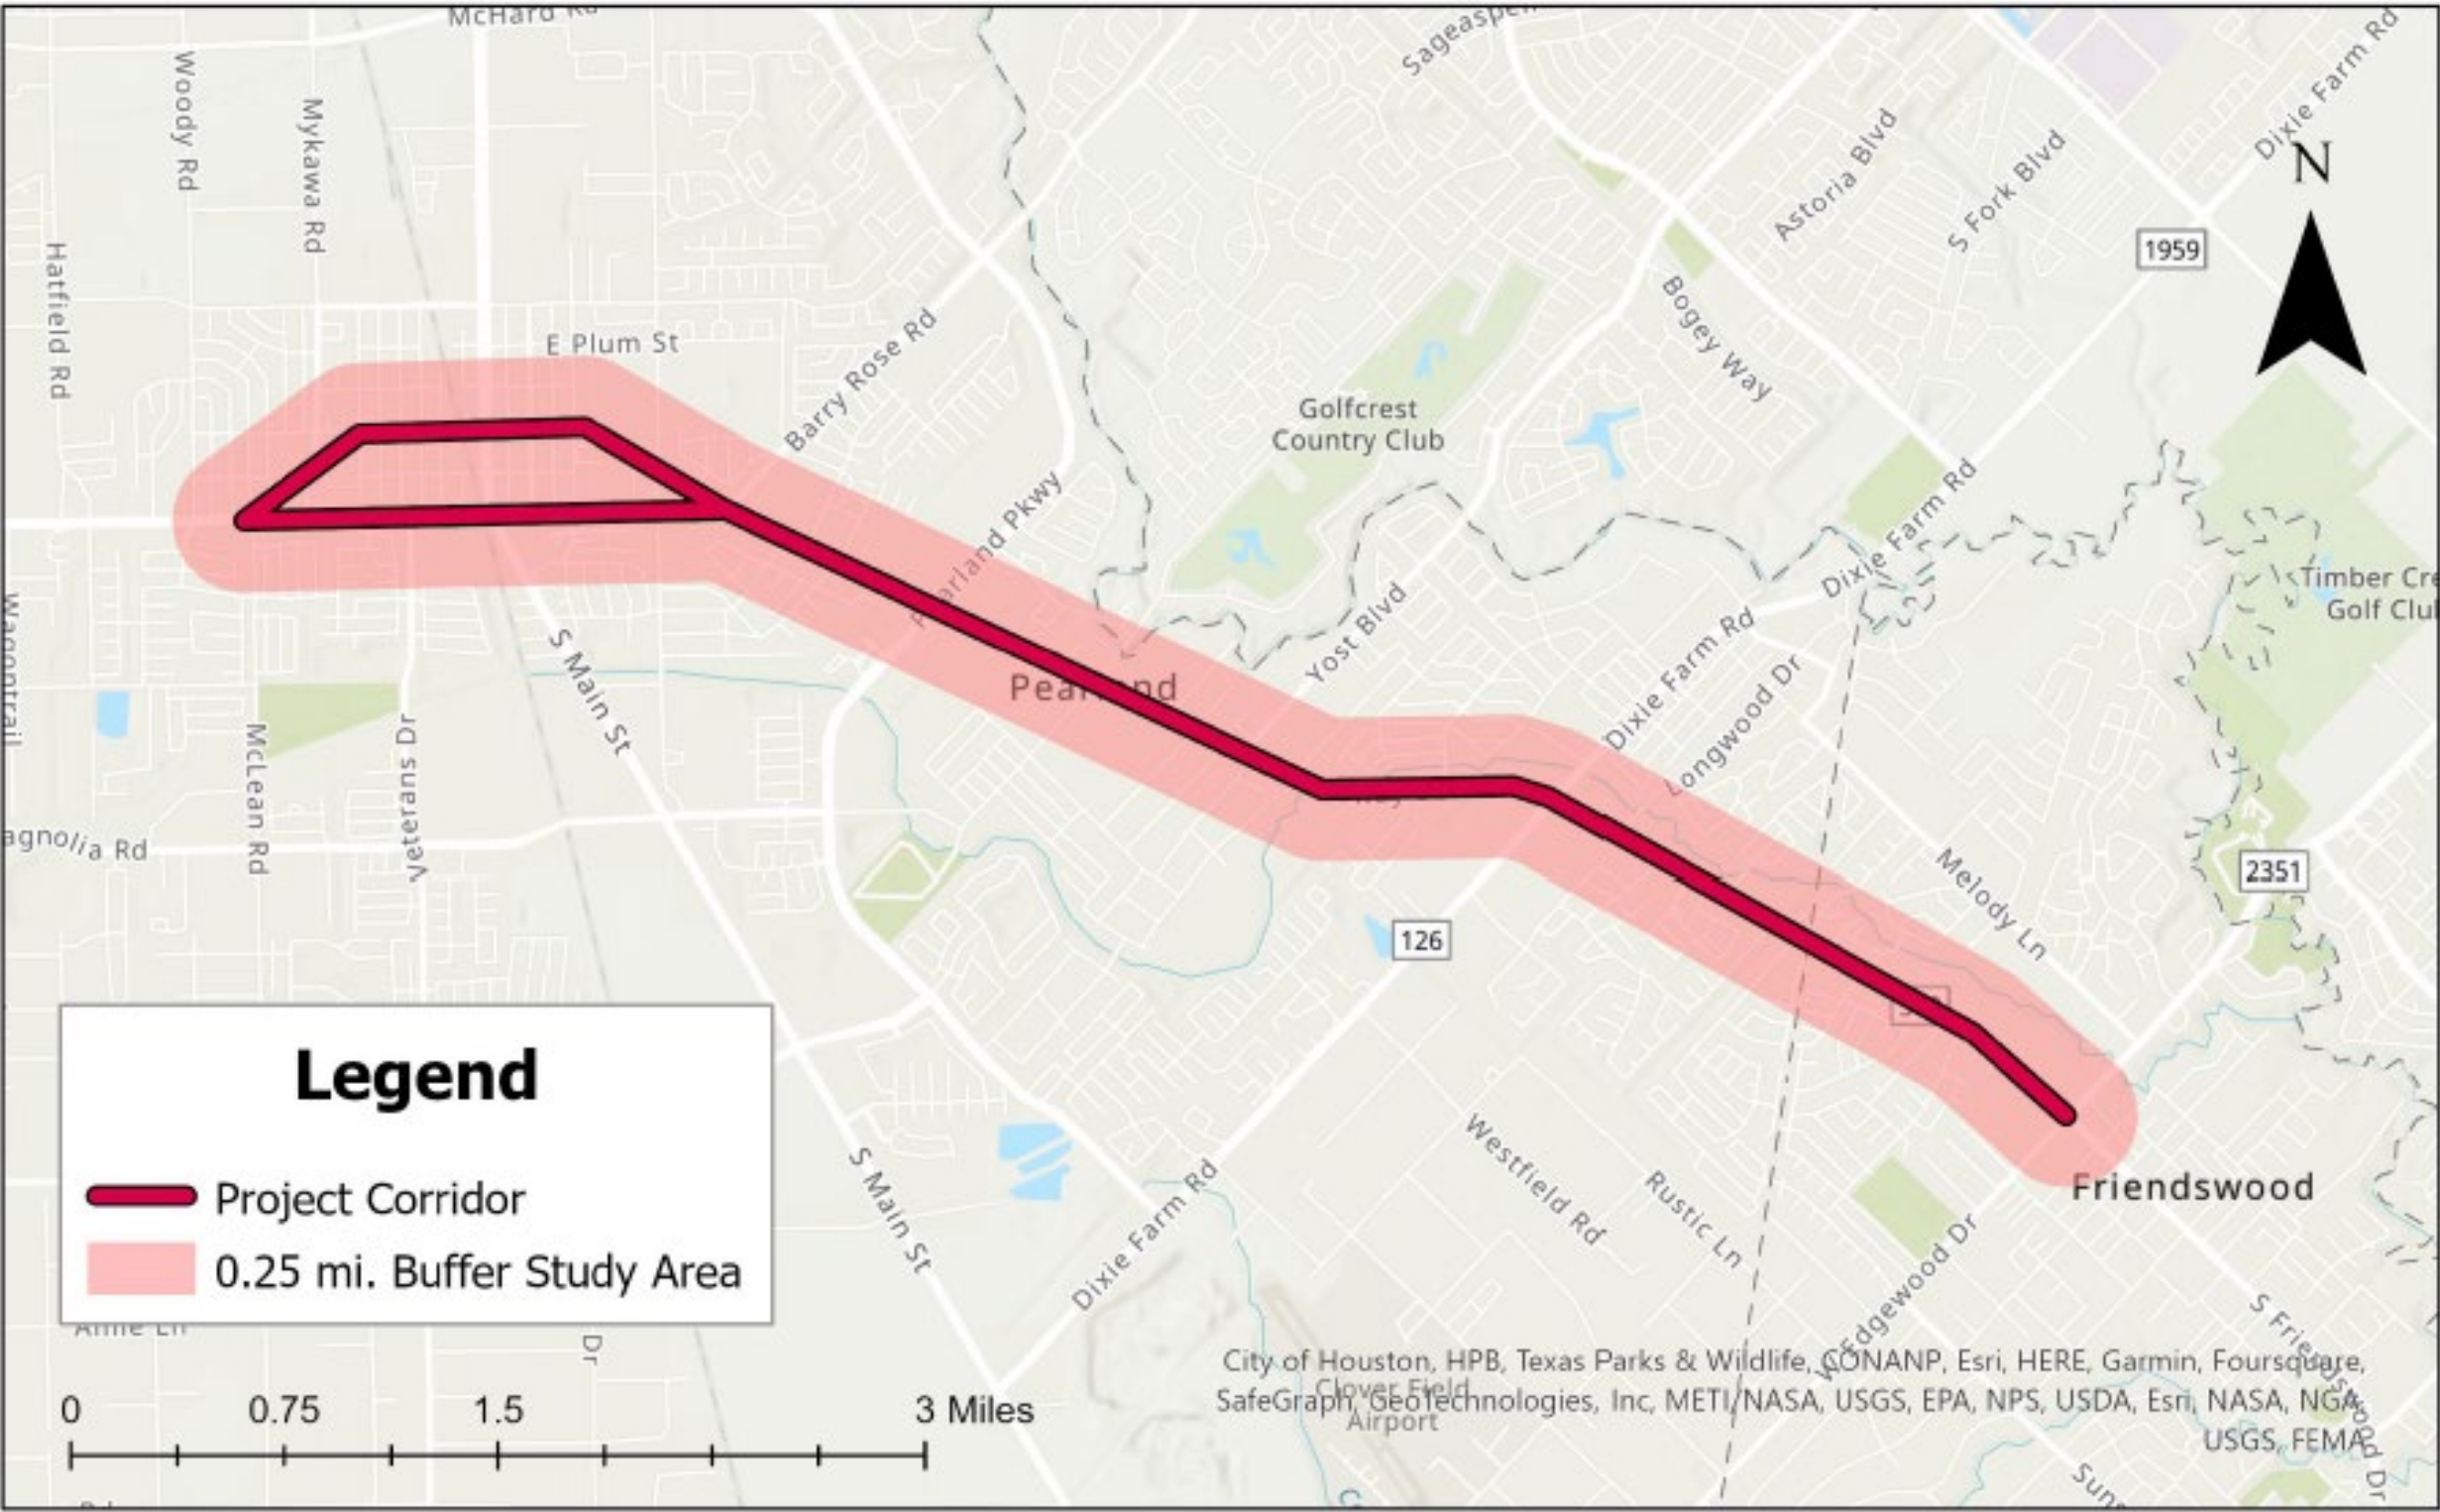 McHard Rd
Woody Rd
Mykawa Rd
Hatfield Rd
E Plum St
Barry Rose Rd
Sageaspen
Astoria Blvd
S Fork Blvd
Dixie Farm Rd
N
1959
Bogey Way
Golfcrest
Country Club
Pearland Pkwy
Pearland
Yost Blvd
Dixie Farm Rd
Dixie Farm Rd
Longwood Dr
Timber Cre
Golf Clu
Wagontrail
S Main St
McLean Rd
Veterans Dr
agnolia Rd
126
Melody Ln
2351
Friendswood
Westfield Rd
Rustic Ln
W Edgewood Dr
S Main St
Dixie Farm Rd
S Friendswood Dr
Clover Field
Airport
Dr
Legend
Project Corridor
0.25 mi. Buffer Study Area
0 0.75 1.5 3 Miles
City of Houston, HPB, Texas Parks & Wildlife, CONANP, Esri, HERE, Garmin, Foursquare,
SafeGraph, GeoTechnologies, Inc, METI/NASA, USGS, EPA, NPS, USDA, Esri, NASA, NGA,
USGS, FEMA